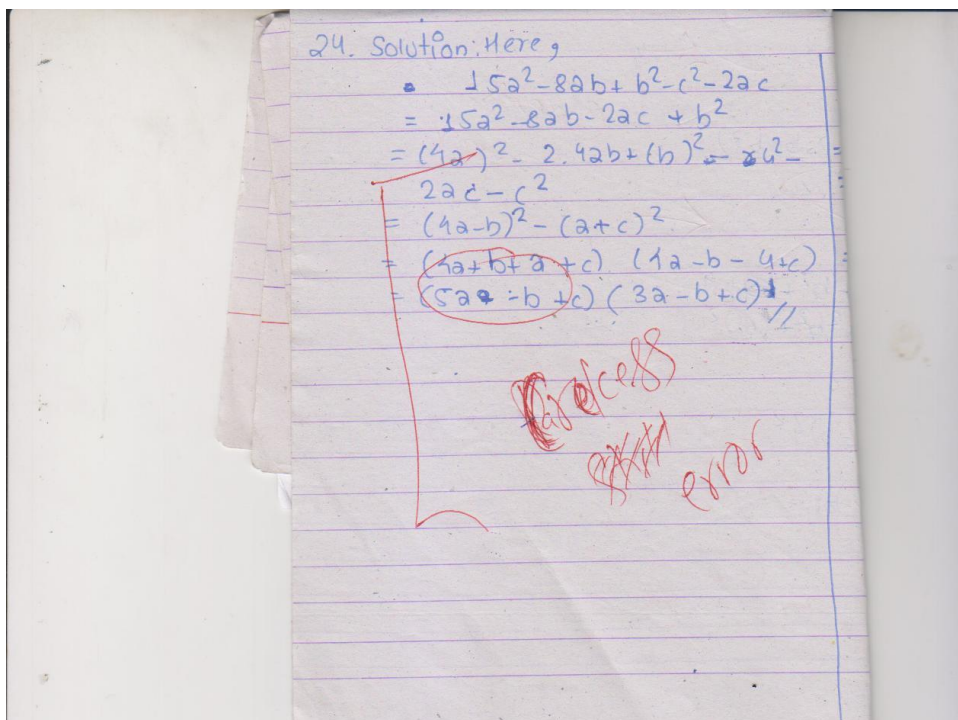 24. Solution: Here,
15a²-8ab+b²-c²-2ac
= 15a²-8ab-2ac+b²
= (4a)²- 2.4ab+(b)²- a²-
2ac-c²
= (4a-b)²-(a+c)²
= (4a+b+a+c) (4a-b-a+c)
= (5a-b+c)(3a-b+c)
Careless
error